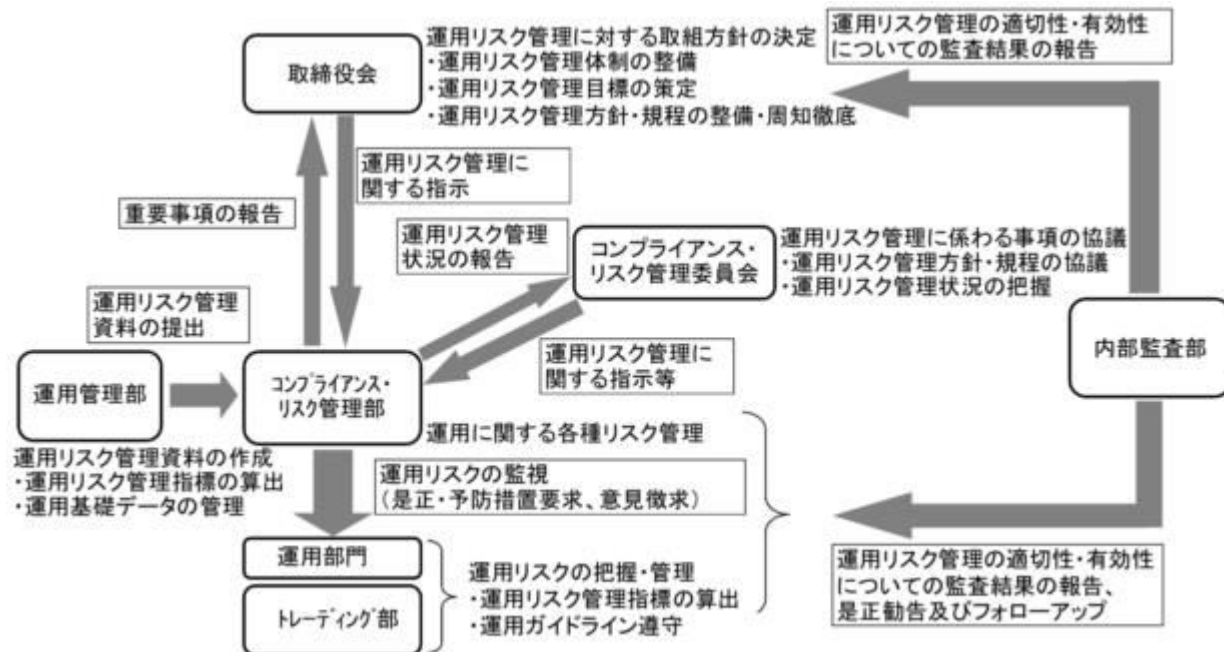 取締役会
運用リスク管理に対する取組方針の決定
・運用リスク管理体制の整備
・運用リスク管理目標の策定
・運用リスク管理方針・規程の整備・周知徹底
運用リスク管理の適切性・有効性
についての監査結果の報告
運用リスク管理に
関する指示
重要事項の報告
運用リスク管理
状況の報告
コンプライアンス・
リスク管理委員会
運用リスク管理に係わる事項の協議
・運用リスク管理方針・規程の協議
・運用リスク管理状況の把握
運用リスク管理
資料の提出
運用リスク管理に
関する指示等
内部監査部
運用管理部
コンプライアンス・
リスク管理部
運用に関する各種リスク管理
運用リスク管理資料の作成
・運用リスク管理指標の算出
・運用基礎データの管理
運用リスクの監視
（是正・予防措置要求、意見徴求）
運用部門
トレーディング部
運用リスクの把握・管理
・運用リスク管理指標の算出
・運用ガイドライン遵守
運用リスク管理の適切性・有効性
についての監査結果の報告、
是正勧告及びフォローアップ